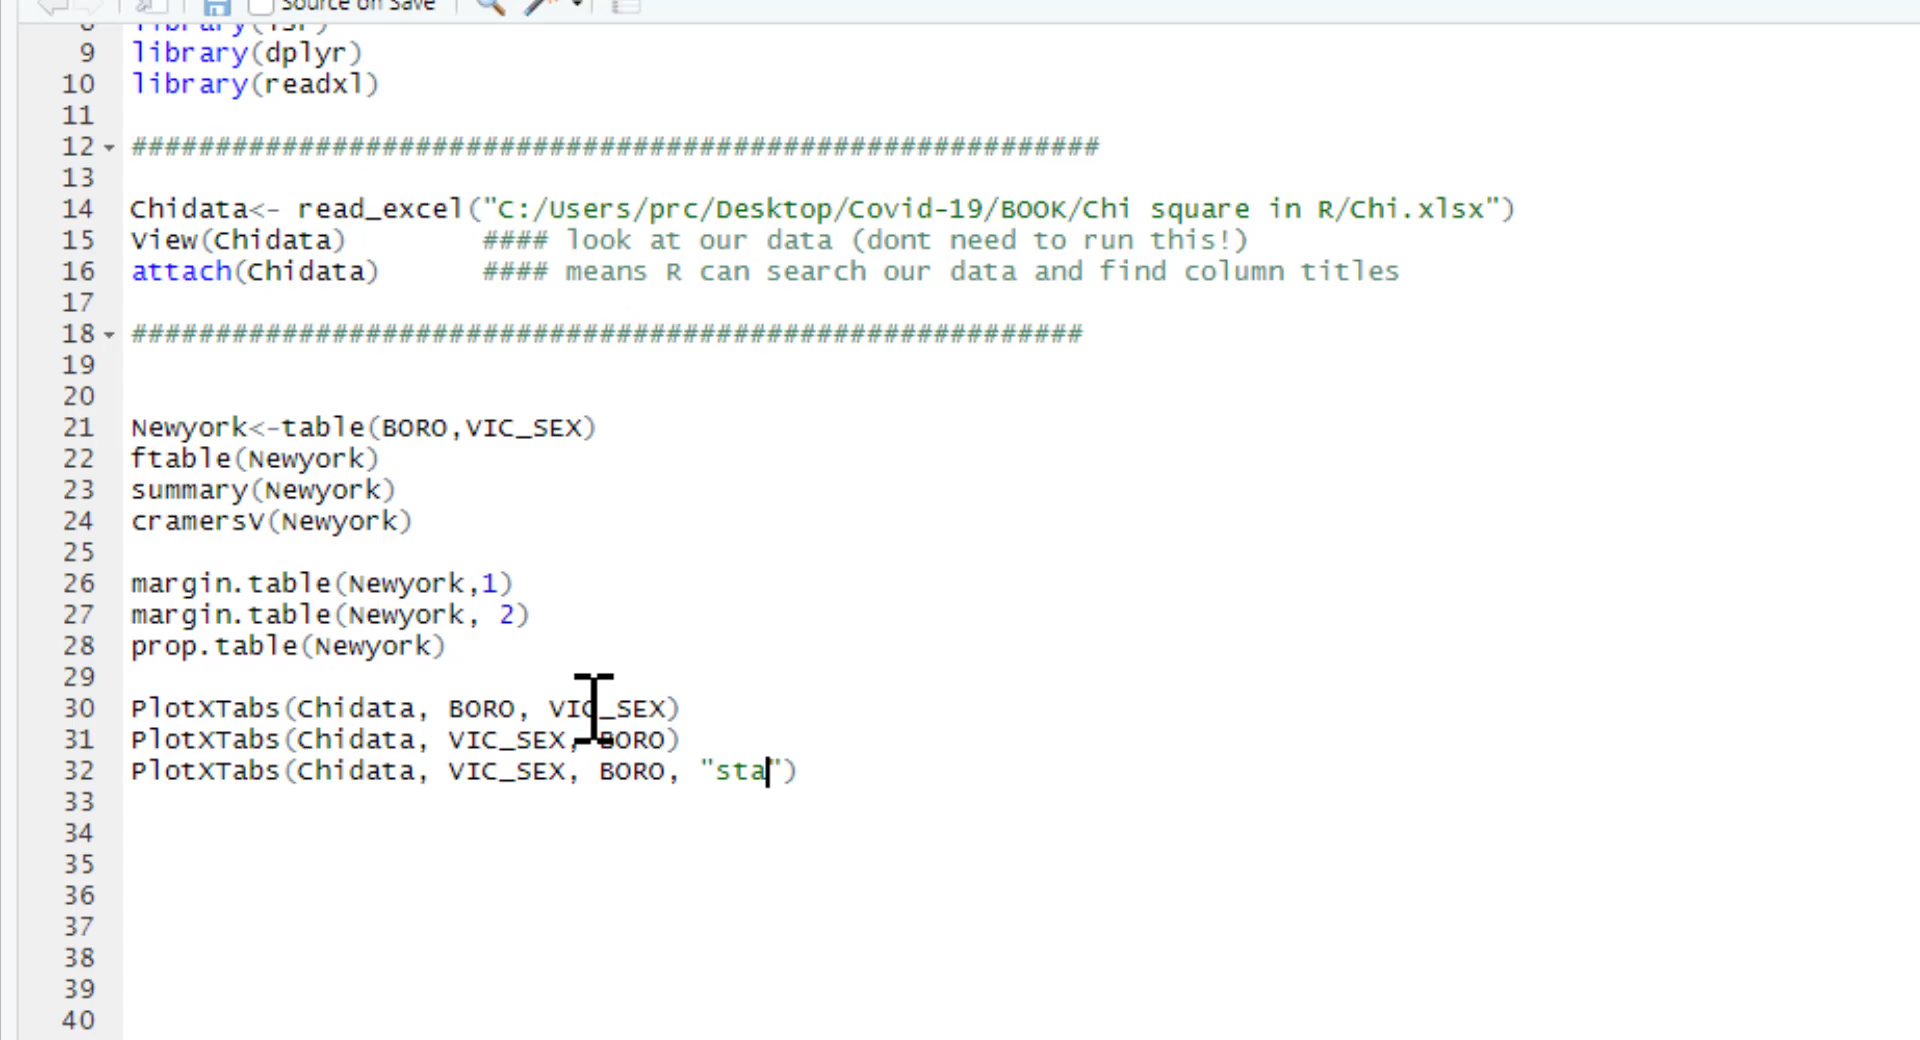 Source on Save
9 library(dplyr)
10 library(readxl)
11
12 ##########################################################
13
14 Chidata<- read_excel("C:/Users/prc/Desktop/Covid-19/BOOK/Chi square in R/Chi.xlsx")
15 View(Chidata) #### look at our data (dont need to run this!)
16 attach(Chidata) #### means R can search our data and find column titles
17
18 #########################################################
19
20
21 Newyork<-table(BORO,VIC_SEX)
22 ftable(Newyork)
23 summary(Newyork)
24 cramersV(Newyork)
25
26 margin.table(Newyork,1)
27 margin.table(Newyork, 2)
28 prop.table(Newyork)
29
30 PlotXTabs(Chidata, BORO, VIC_SEX)
31 PlotXTabs(Chidata, VIC_SEX, BORO)
32 PlotXTabs(Chidata, VIC_SEX, BORO, "sta")
33
34
35
36
37
38
39
40